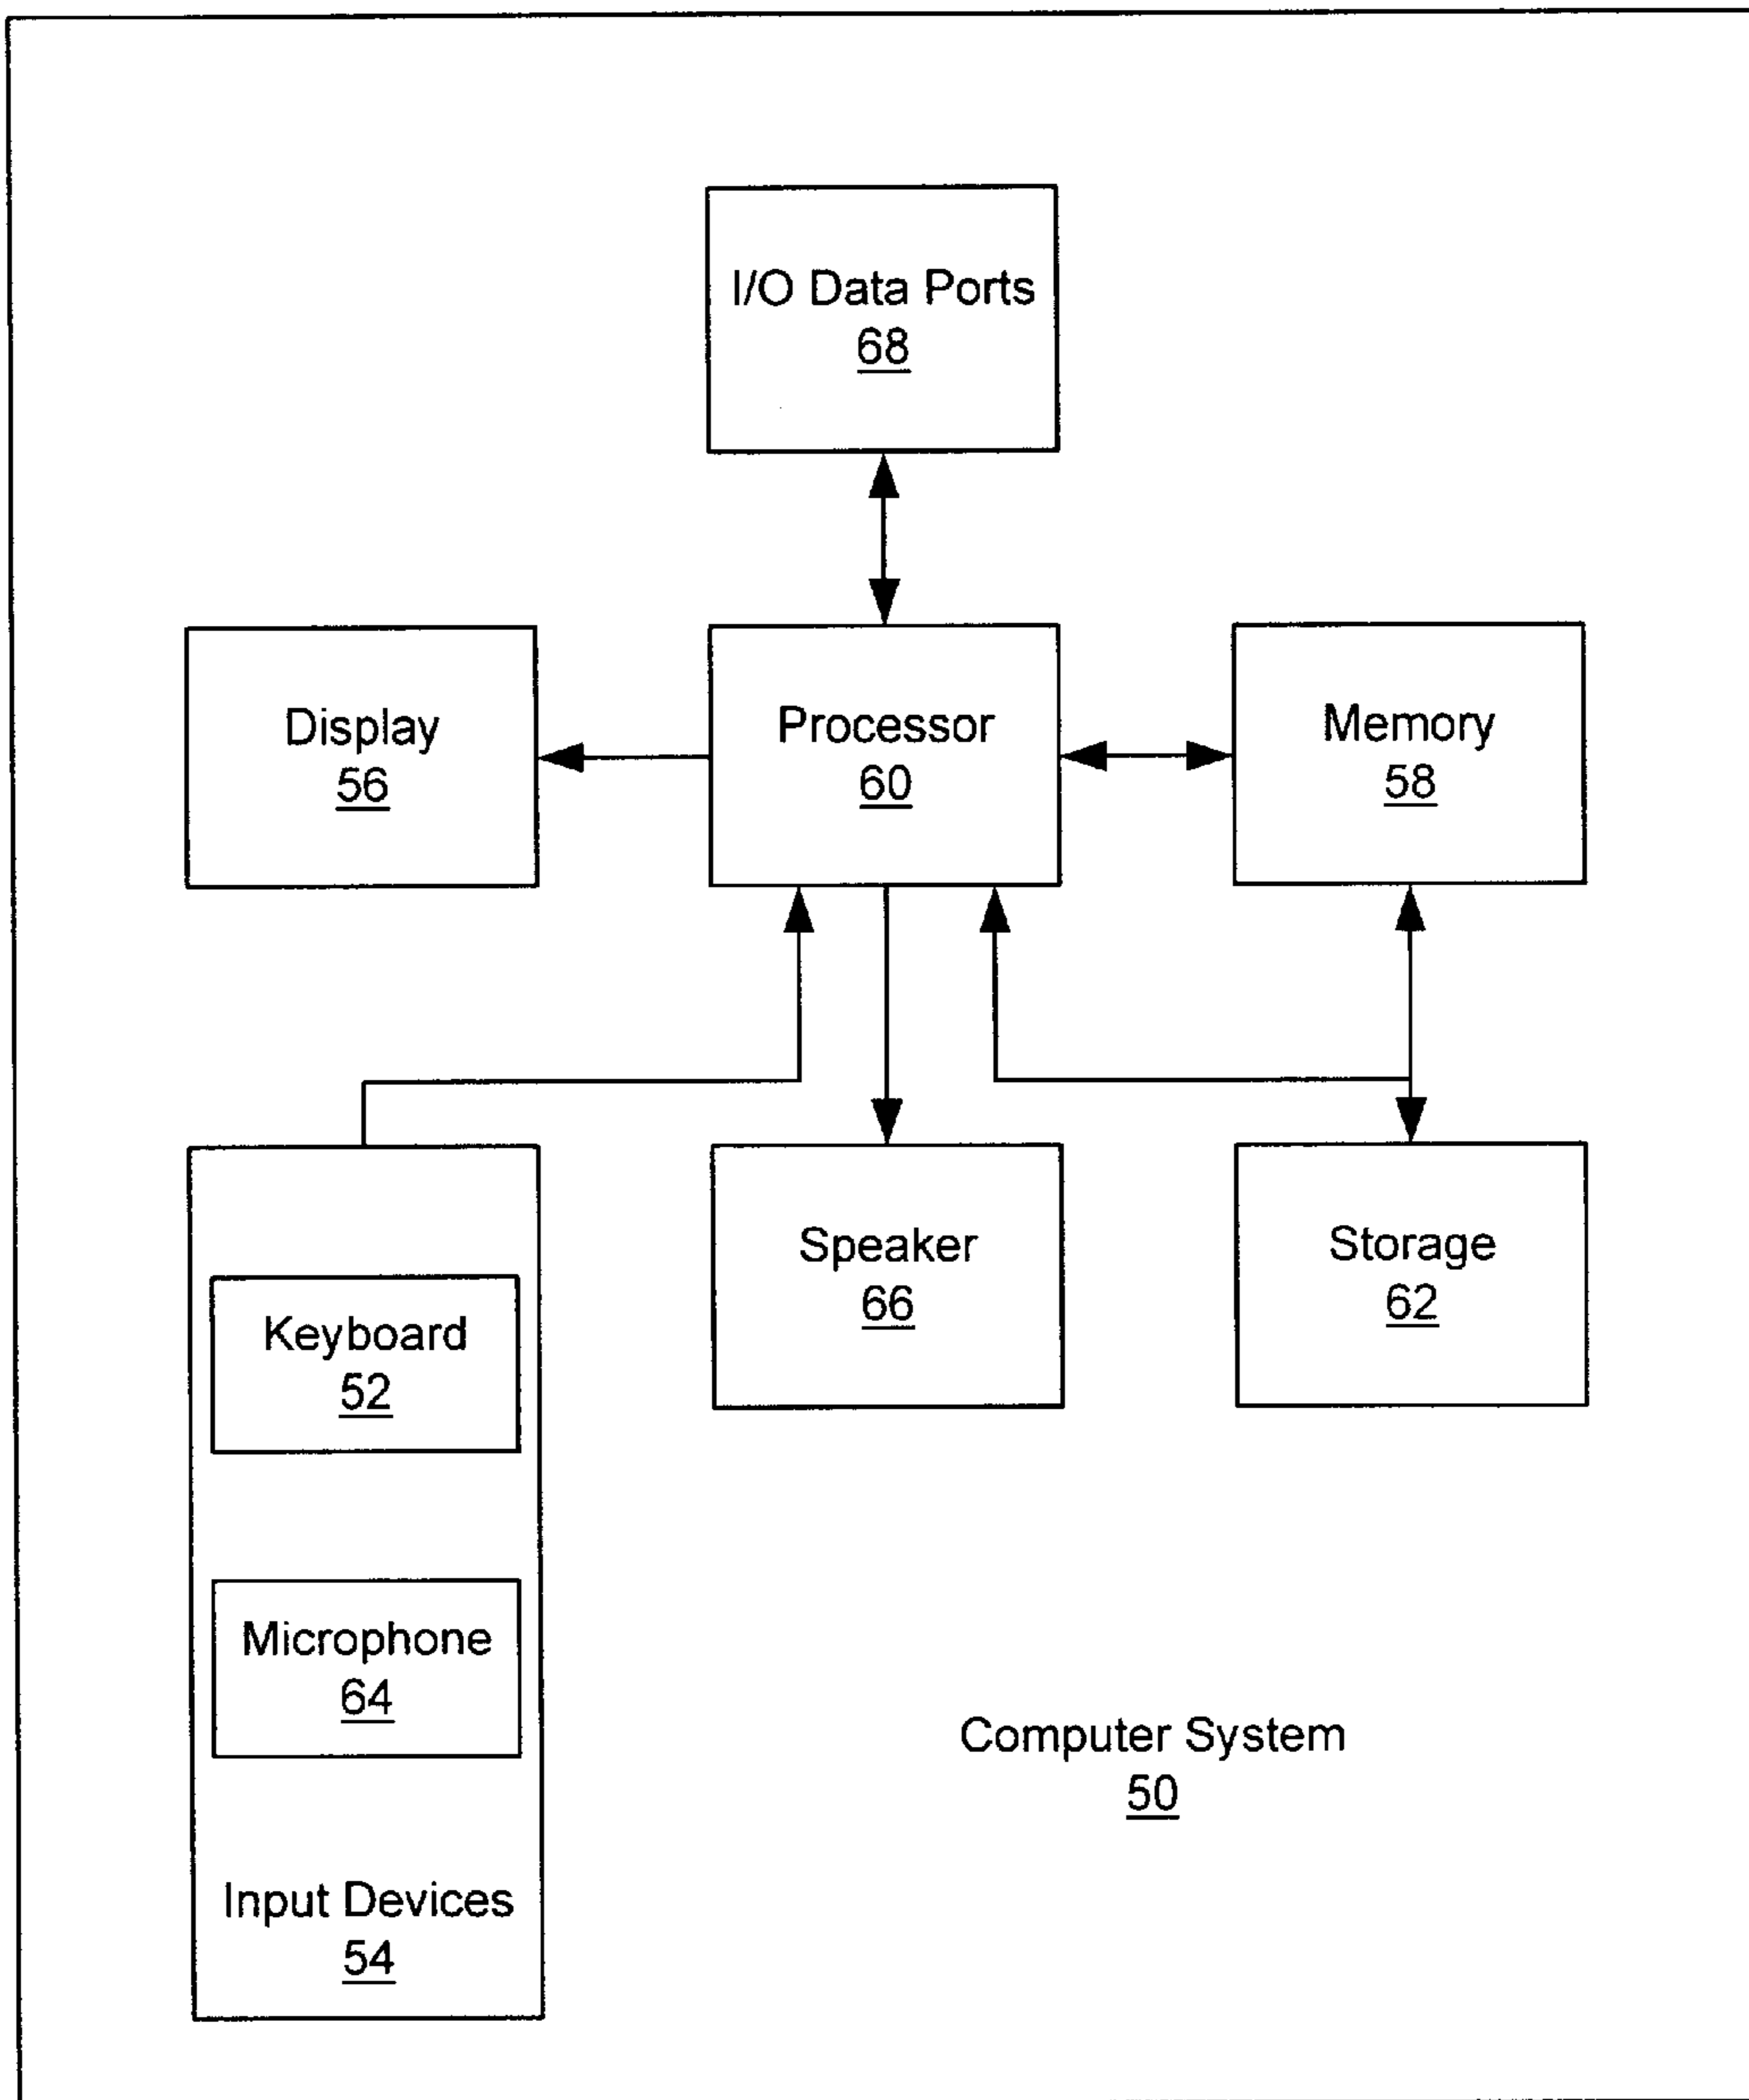 I/O Data Ports
68
Display
56
Processor
60
Memory
58
Speaker
66
Storage
62
Keyboard
52
Microphone
64
Input Devices
54
Computer System
50